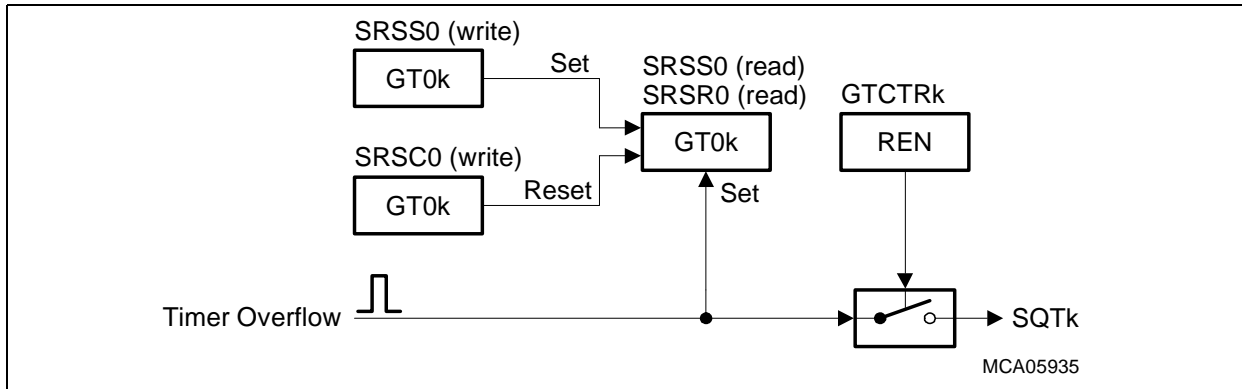 SRSS0 (write)
GT0k
Set
SRSS0 (read)
SRSR0 (read)
GT0k
GTCTRk
REN
SRSC0 (write)
GT0k
Reset
Set
Timer Overflow
SQTk
MCA05935